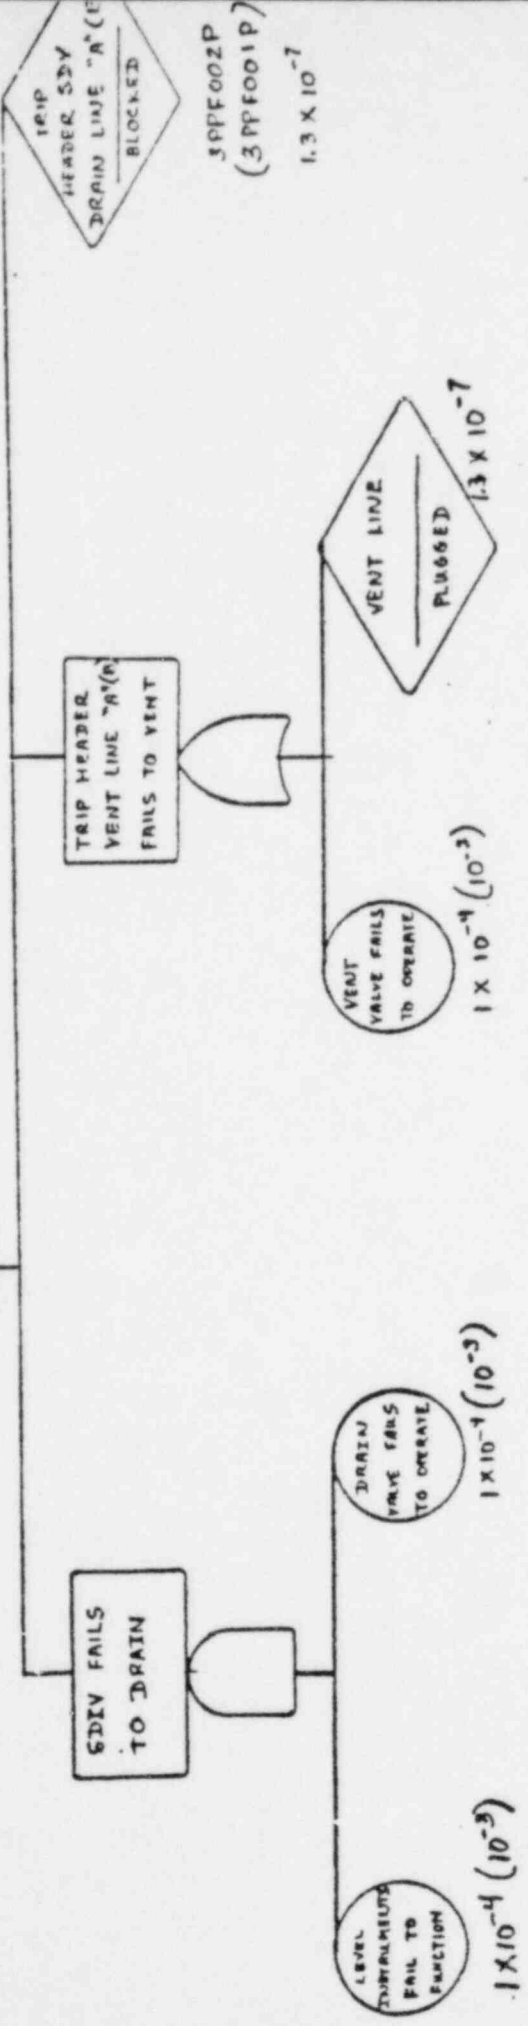 SDIV FAILS
TO DRAIN
LEVEL
INSTRUMENTS
FAIL TO
FUNCTION
1 X 10⁻⁴ (10⁻³)
DRAIN
VALVE FAILS
TO OPERATE
1 X 10⁻⁴ (10⁻³)
TRIP HEADER
VENT LINE "A"(B)
FAILS TO VENT
VENT
VALVE FAILS
TO OPERATE
1 X 10⁻⁴ (10⁻³)
VENT LINE
PLUGGED
1.3 X 10⁻⁷
TRIP
HEADER SDV
DRAIN LINE "A"
BLOCKED
3PPF002P
(3PPF001P)
1.3 X 10⁻⁷